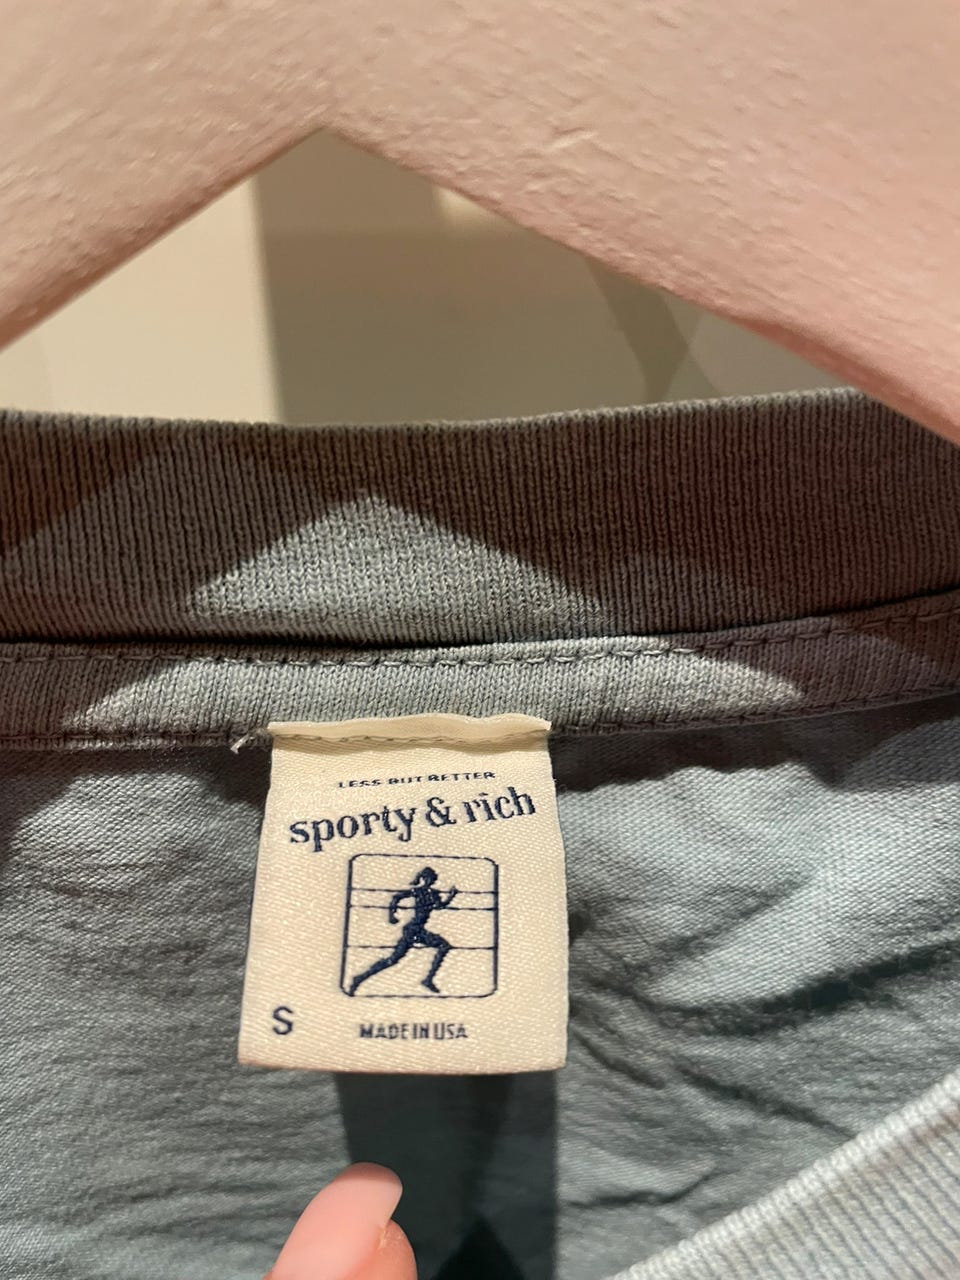 LESS BUT BETTER
sporty & rich
S
MADE IN USA